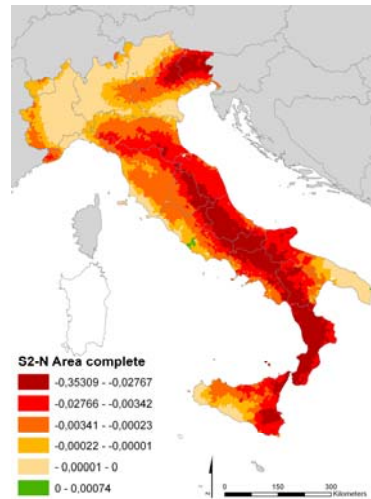 S2-N Area complete
-0,35309 - -0,02767
-0,02766 - -0,00342
-0,00341 - -0,00023
-0,00022 - -0,00001
- 0,00001 - 0
0 - 0,00074
0 75 150 300
Kilometers